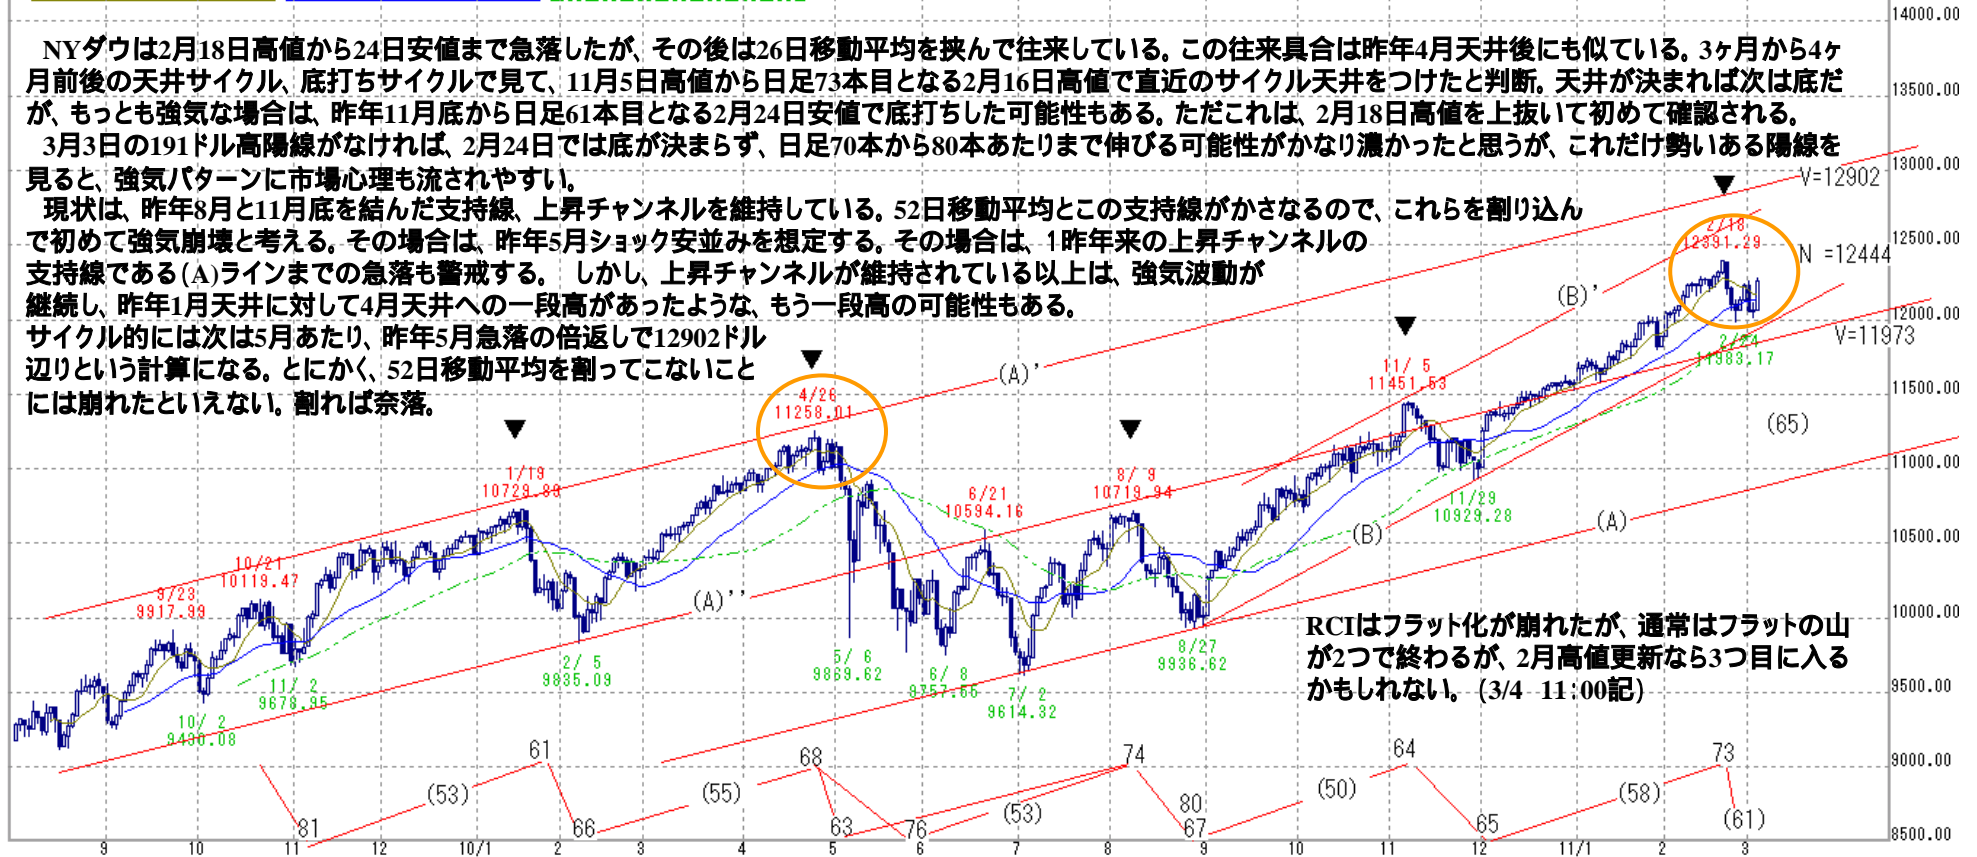 NYダウは2月18日高値から24日安値まで急落したが、その後は26日移動平均を挟んで往来している。この往来具合は昨年4月天井後にも似ている。3ヶ月から4ヶ
月前後の天井サイクル、底打ちサイクルで見て、11月5日高値から日足73本目となる2月16日高値で直近のサイクル天井をつけたと判断。天井が決まれば次は底だ
が、もっとも強気な場合は、昨年11月底から日足61本目となる2月24日安値で底打ちした可能性もある。ただこれは、2月18日高値を上抜いて初めて確認される。
3月3日の191ドル高陽線がなければ、2月24日では底が決まらず、日足70本から80本あたりまで伸びる可能性がかなり濃かったと思うが、これだけ勢いある陽線を
見ると、強気パターンに市場心理も流されやすい。
現状は、昨年8月と11月底を結んだ支持線、上昇チャンネルを維持している。52日移動平均とこの支持線がかさなるので、これらを割り込ん
で初めて強気崩壊と考える。その場合は、昨年5月ショック安並みを想定する。その場合は、1昨年来の上昇チャンネルの
支持線である(A)ラインまでの急落も警戒する。 しかし、上昇チャンネルが維持されている以上は、強気波動が
継続し、昨年1月天井に対して4月天井への一段高があったような、もう一段高の可能性もある。
サイクル的には次は5月あたり、昨年5月急落の倍返しで12902ドル
辺りという計算になる。とにかく、52日移動平均を割ってこないこと
には崩れたといえない。割れば奈落。
14000.00
13500.00
13000.00
12500.00
12000.00
11500.00
11000.00
10500.00
10000.00
9500.00
9000.00
8500.00
V=12902
N =12444
V=11973
2/18
12391.29
2/24
11983.17
(B)'
(A)'
(65)
11/ 5
11451.53
4/26
11258.01
1/19
10729.89
8/ 9
10719.94
6/21
10594.16
11/29
10929.28
(B)
(A)
10/21
10119.47
9/23
9917.99
(A)''
RCIはフラット化が崩れたが、通常はフラットの山
が2つで終わるが、2月高値更新なら3つ目に入る
かもしれない。(3/4 11:00記)
8/27
9936.62
5/ 6
9869.62
2/ 5
9835.09
6/ 8
9757.55
11/ 2
9678.95
7/ 2
9614.32
10/ 2
9430.08
61
68
74
64
73
(53)
(55)
(53)
(50)
(58)
80
81
66
63
76
67
65
(61)
9 10 11 12 10/1 2 3 4 5 6 7 8 9 10 11 12 11/1 2 3